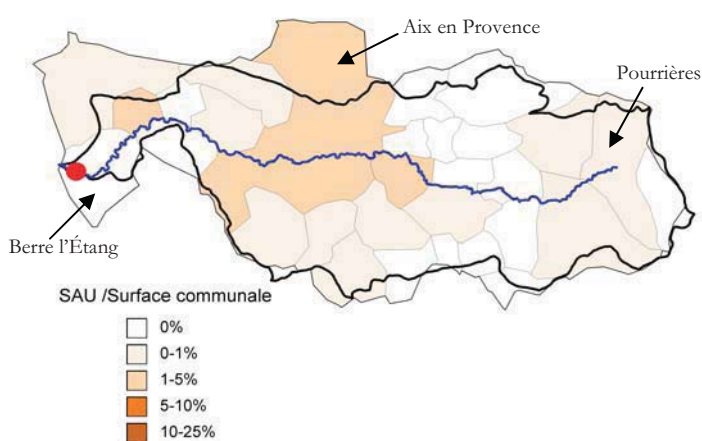 Aix en Provence
Pourrières
Berre l'Étang
SAU /Surface communale
0%
0-1%
1-5%
5-10%
10-25%